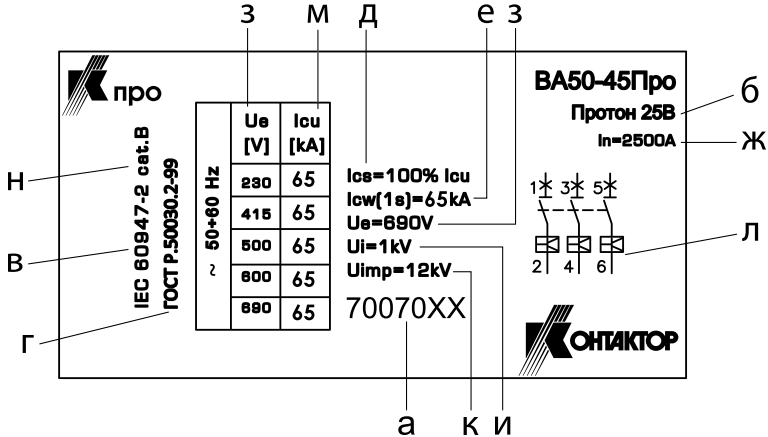 з м д е з
К про
ВА50-45Про
Протон 25В
In=2500A
б
ж
IEC 60947-2 cat.B
ГОСТ Р.50030.2-99
н
в
г
~ 50+60 Hz
Ue [V] Icu [kA]
230 65
415 65
500 65
600 65
690 65
Ics=100% Icu
Icw(1s)=65kA
Ue=690V
Ui=1kV
Uimp=12kV
70070XX
1 3 5
2 4 6
л
КОНТАКТОР
а к и